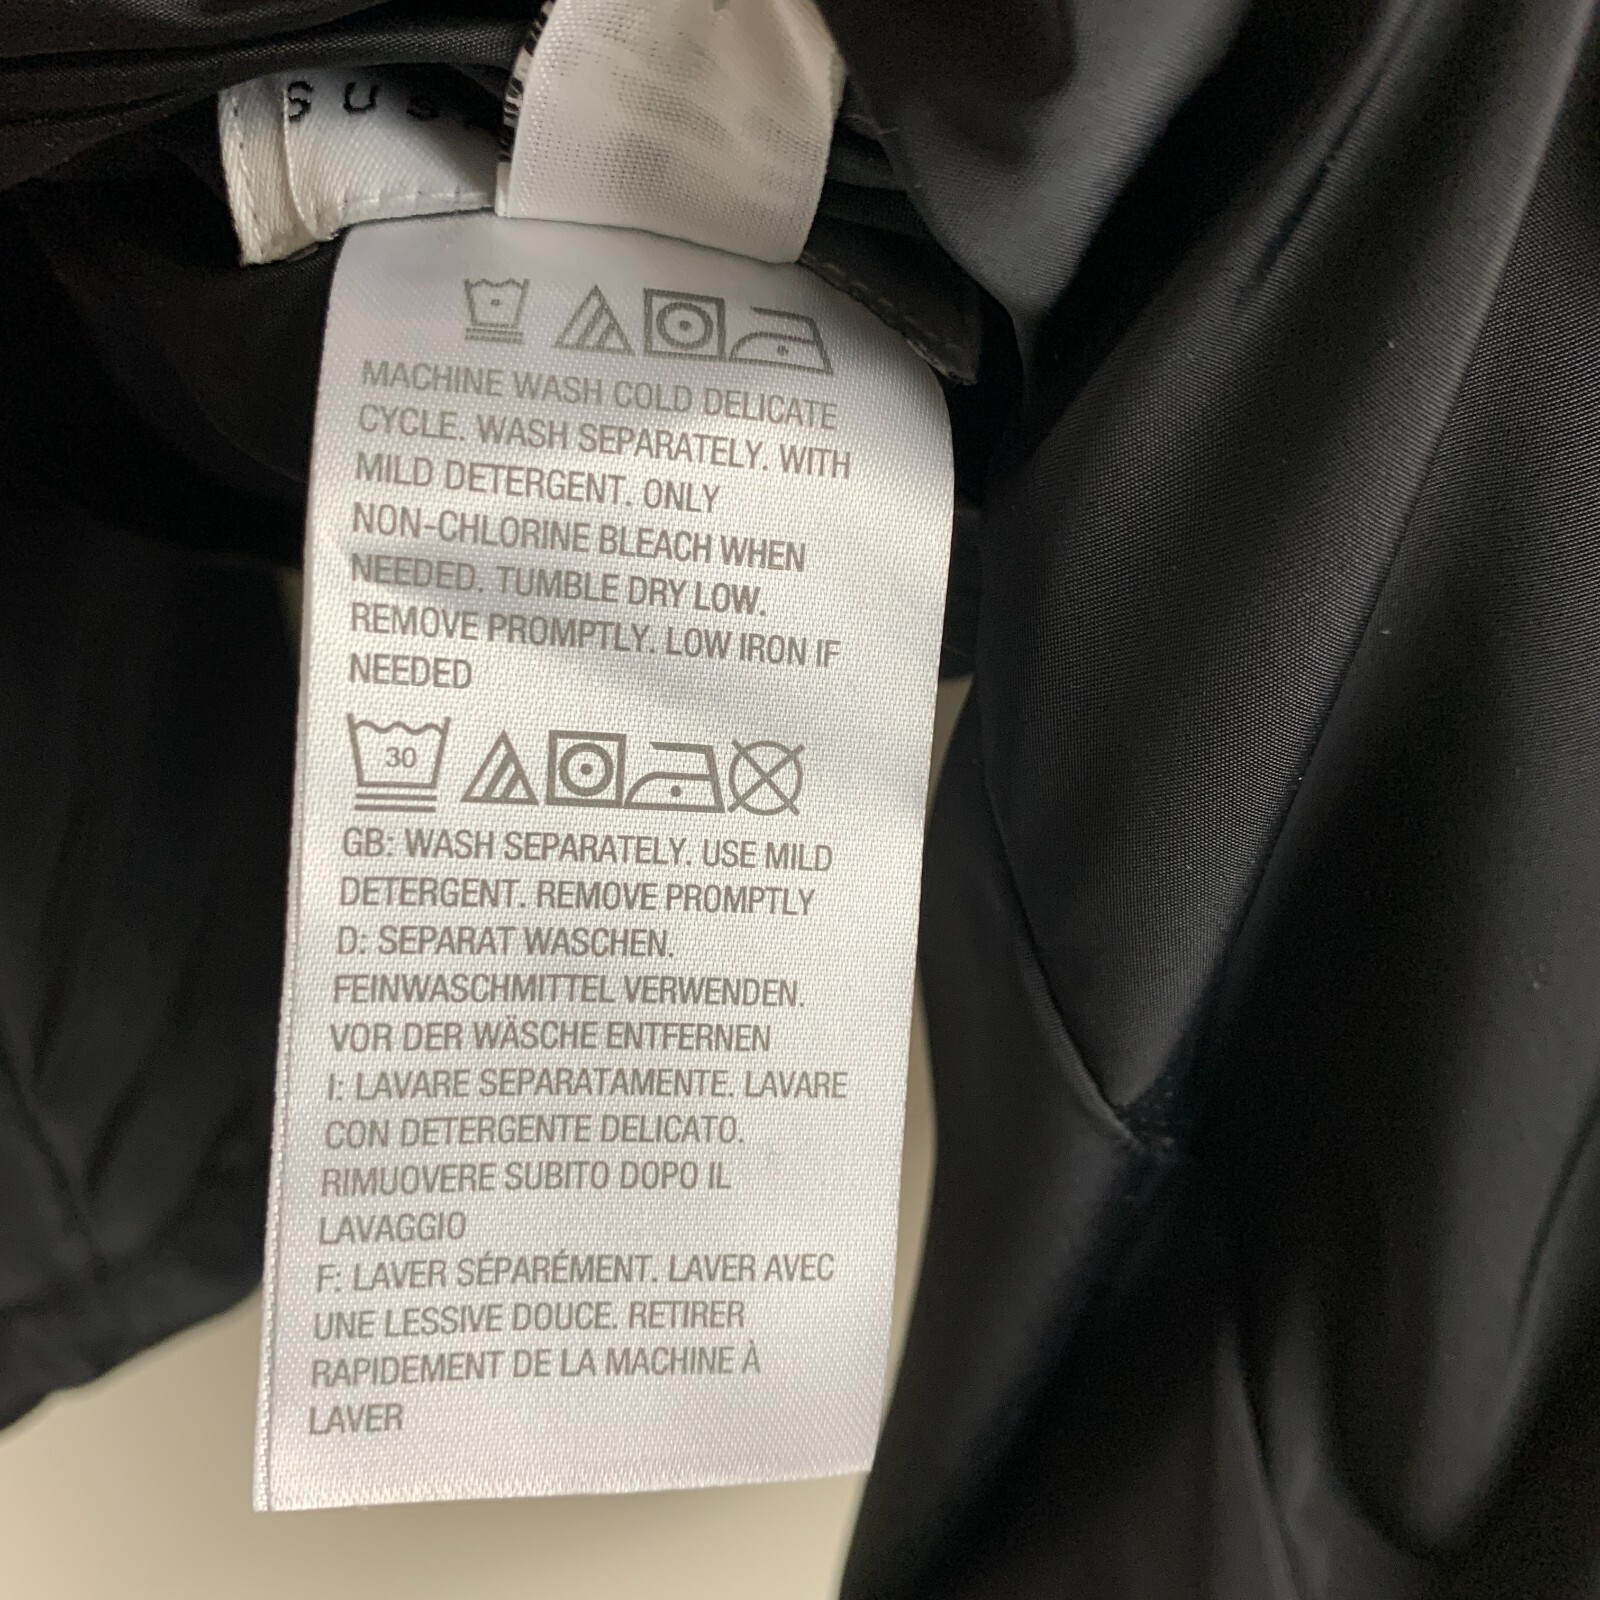 MACHINE WASH COLD DELICATE
CYCLE. WASH SEPARATELY. WITH
MILD DETERGENT. ONLY
NON-CHLORINE BLEACH WHEN
NEEDED. TUMBLE DRY LOW.
REMOVE PROMPTLY. LOW IRON IF
NEEDED
30
GB: WASH SEPARATELY. USE MILD
DETERGENT. REMOVE PROMPTLY
D: SEPARAT WASCHEN.
FEINWASCHMITTEL VERWENDEN.
VOR DER WÄSCHE ENTFERNEN
I: LAVARE SEPARATAMENTE. LAVARE
CON DETERGENTE DELICATO.
RIMUOVERE SUBITO DOPO IL
LAVAGGIO
F: LAVER SÉPARÉMENT. LAVER AVEC
UNE LESSIVE DOUCE. RETIRER
RAPIDEMENT DE LA MACHINE À
LAVER